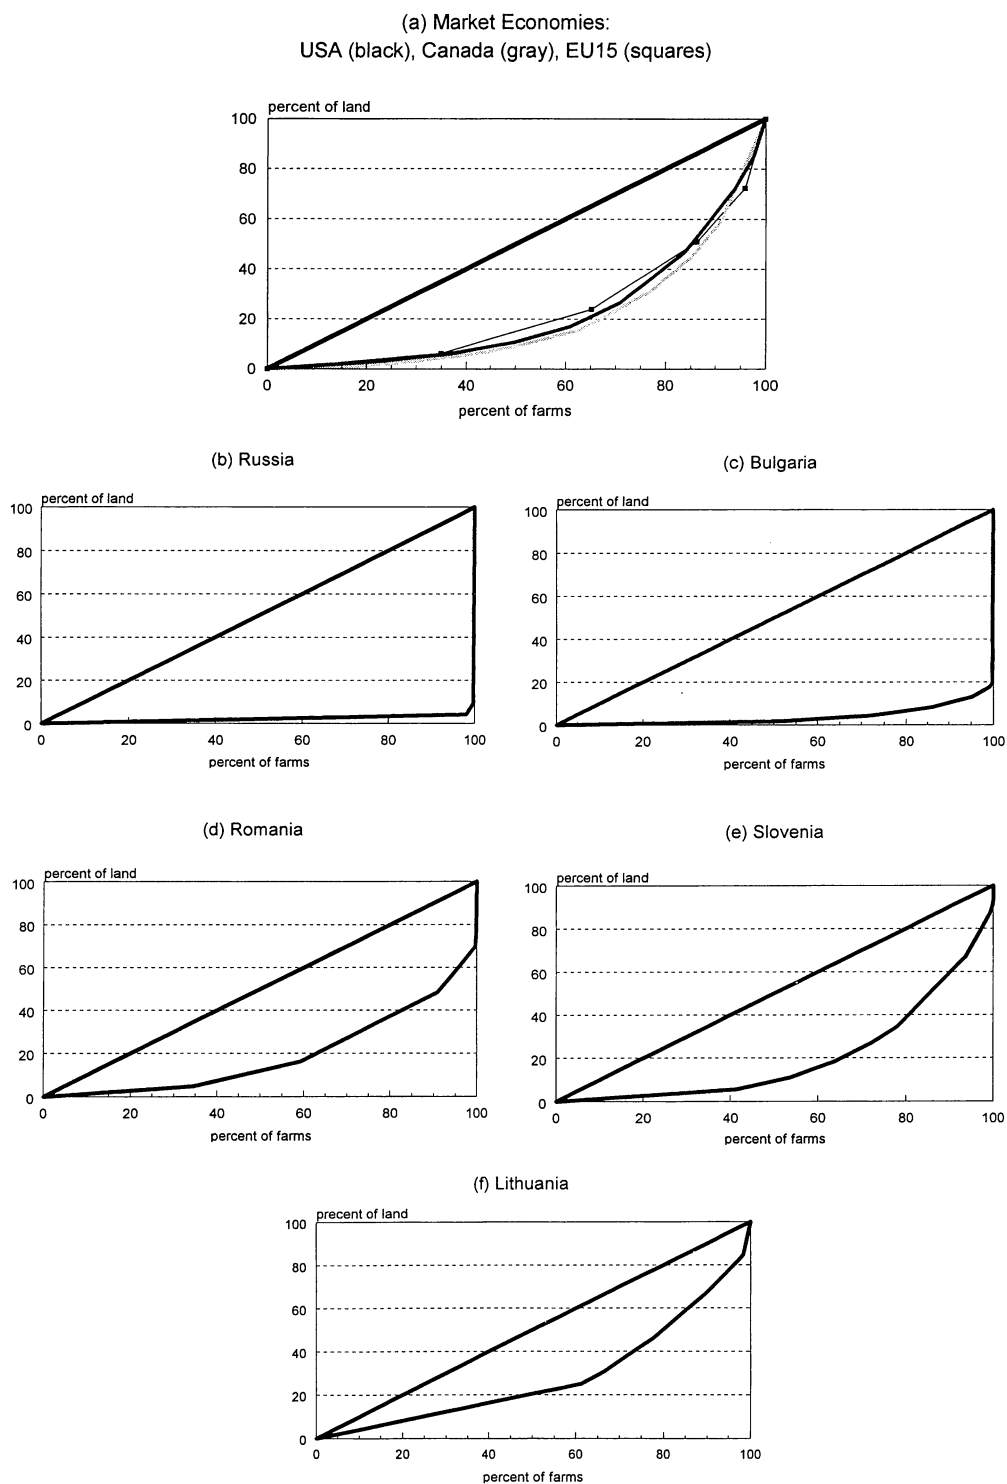 (a) Market Economies:
USA (black), Canada (gray), EU15 (squares)
percent of land
100
80
60
40
20
0
0 20 40 60 80 100
percent of farms
(b) Russia
percent of land
100
80
60
40
20
0
0 20 40 60 80 100
percent of farms
(c) Bulgaria
percent of land
100
80
60
40
20
0
0 20 40 60 80 100
percent of farms
(d) Romania
percent of land
100
80
60
40
20
0
0 20 40 60 80 100
percent of farms
(e) Slovenia
percent of land
100
80
60
40
20
0
0 20 40 60 80 100
percent of farms
(f) Lithuania
precent of land
100
80
60
40
20
0
0 20 40 60 80 100
percent of farms